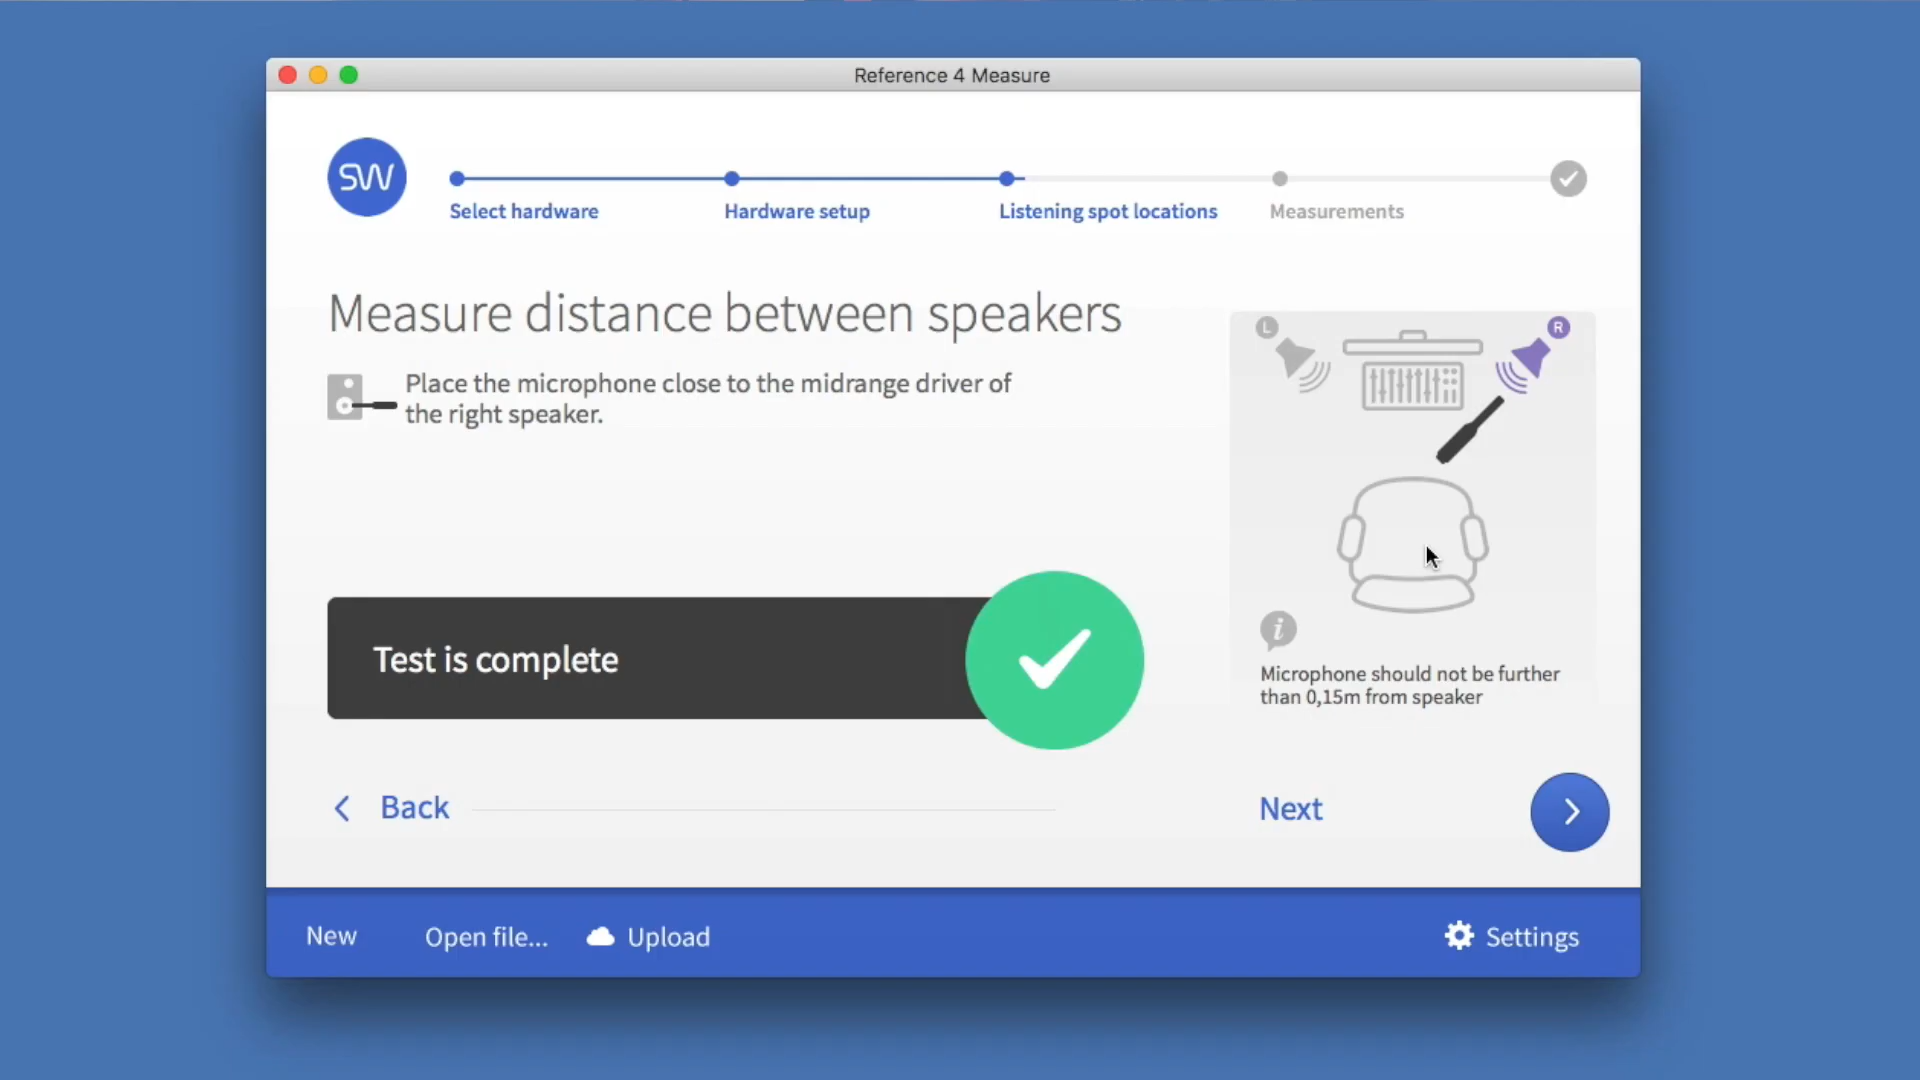 Reference 4 Measure
SW
Select hardware
Hardware setup
Listening spot locations
Measurements
Measure distance between speakers
Place the microphone close to the midrange driver of
the right speaker.
L
R
i
Microphone should not be further
than 0,15m from speaker
Test is complete
Back
Next
New
Open file...
Upload
Settings